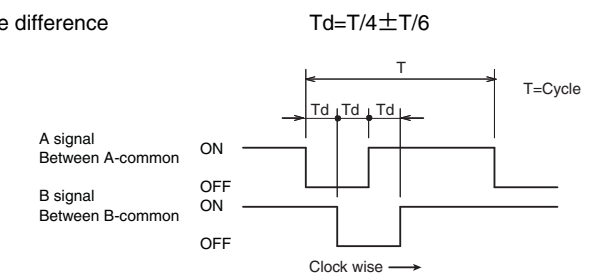 e difference
Td=T/4±T/6
T
T=Cycle
Td Td Td
A signal
Between A-common
ON
OFF
B signal
Between B-common
ON
OFF
Clock wise